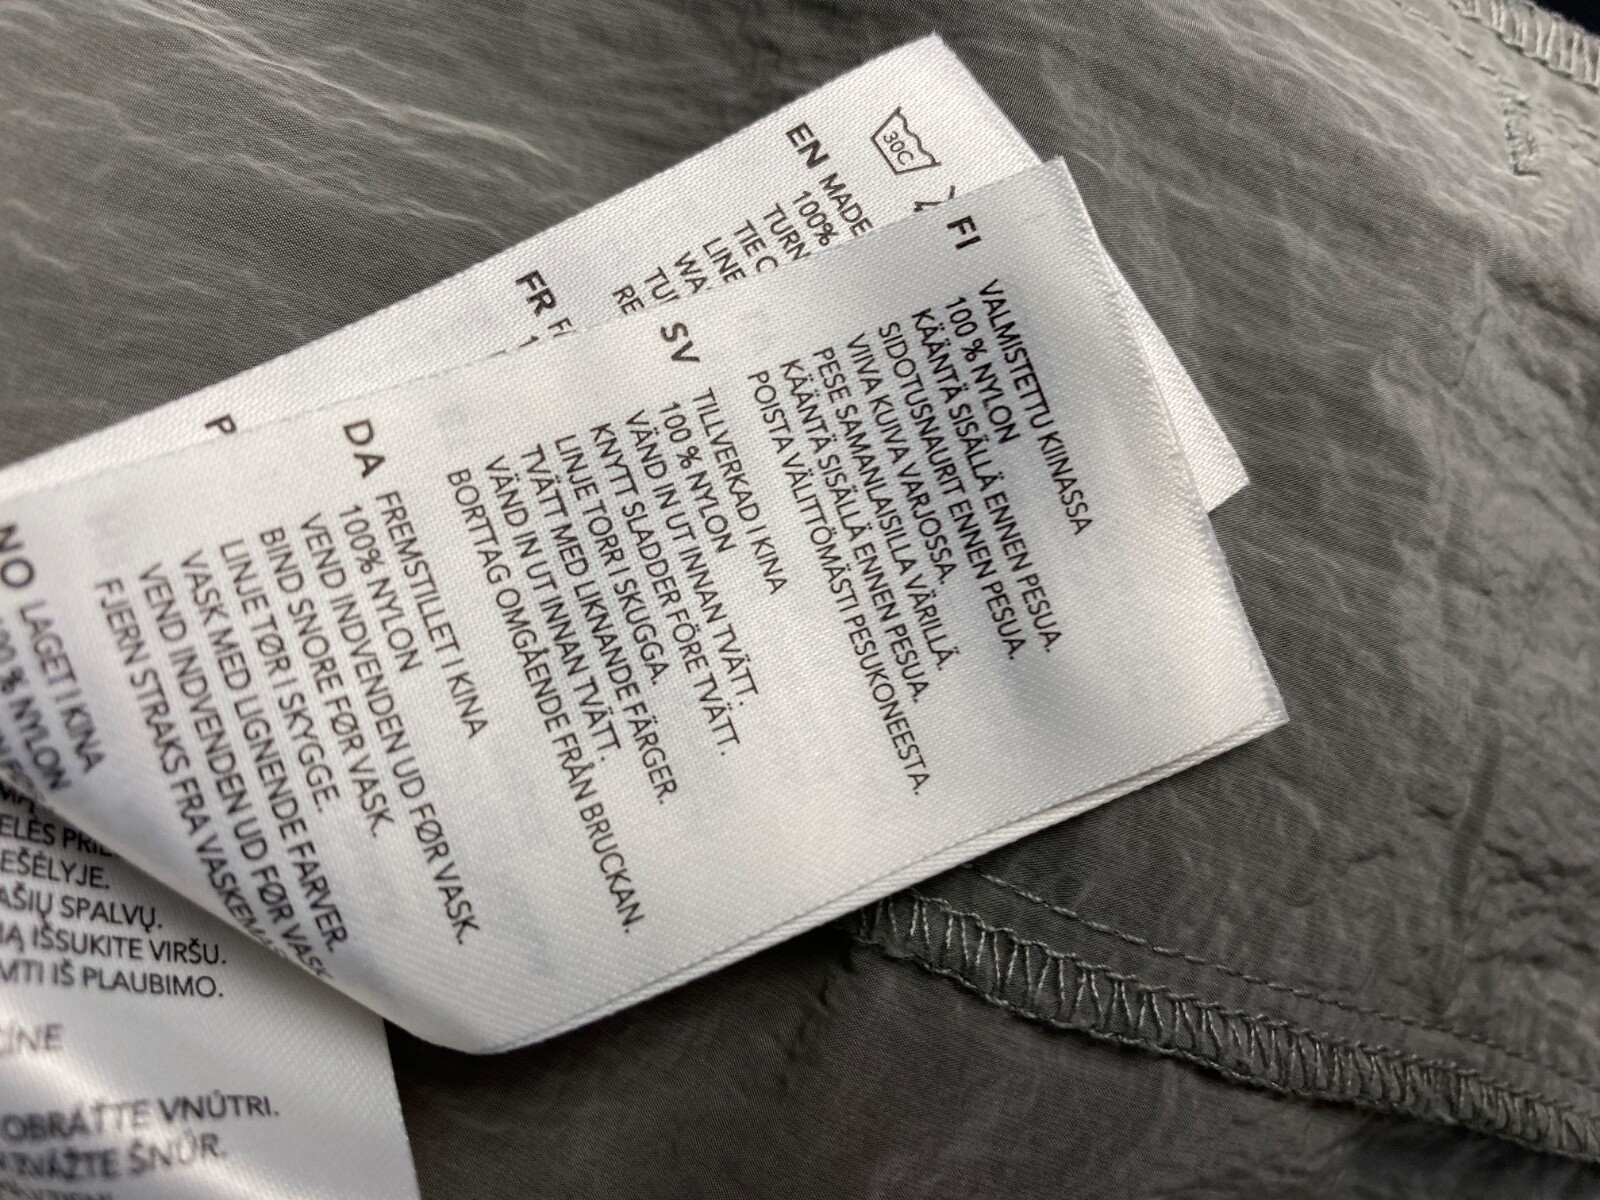 30C
EN MADE
100%
TURN
TIE C
LINE
WA
TU
RE
FR
P
FI VALMISTETTU KIINASSA
100 % NYLON
KÄÄNTÄ SISÄLLÄ ENNEN PESUA.
SIDOTUSNAURIT ENNEN PESUA.
VIIVA KUIVA VARJOSSA.
PESE SAMANLAISILLA VÄRILLÄ.
KÄÄNTÄ SISÄLLÄ ENNEN PESUA.
POISTA VÄLITTÖMÄSTI PESUKONEESTA.
SV TILLVERKAD I KINA
100 % NYLON
VÄND IN UT INNAN TVÄTT.
KNYTT SLADDER FÖRE TVÄTT.
LINJE TORR I SKUGGA.
TVÄTT MED LIKNANDE FÄRGER.
VÄND IN UT INNAN TVÄTT.
BORTTAG OMGÅENDE FRÅN BRUCKAN.
DA FREMSTILLET I KINA
100% NYLON
VEND INDVENDEN UD FØR VASK.
BIND SNORE FØR VASK.
LINJE TØR I SKYGGE.
VASK MED LIGNENDE FARVER.
VEND INDVENDEN UD FØR VASK
FJERN STRAKS FRA VASKEM
NO LAGET I KINA
100 % NYLON
ELĖS PRIE
EŠĖLYJE.
AŠIŲ SPALVŲ.
IĄ IŠSUKITE VIRŠU.
MTI IŠ PLAUBIMO.
ČÍNE
OBRÁŤTE VNÚTRI.
ZVÄŽTE ŠNÚR.